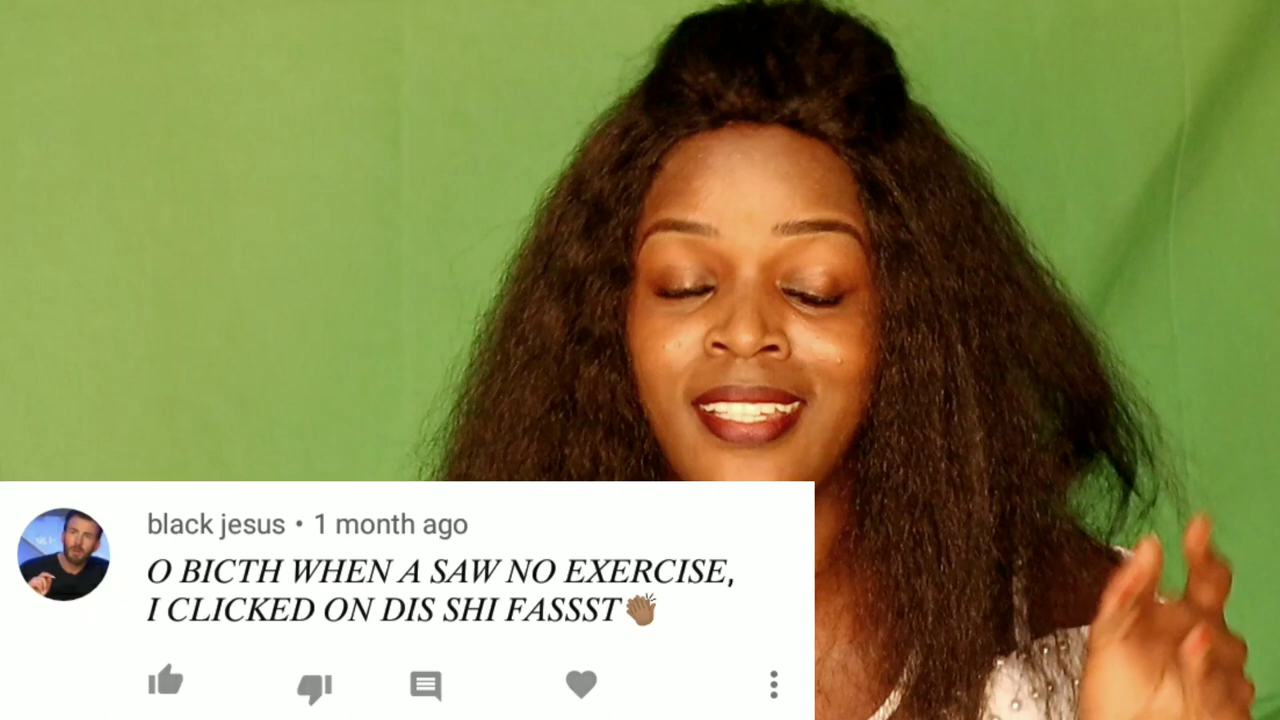 black jesus • 1 month ago
O BICTH WHEN A SAW NO EXERCISE,
I CLICKED ON DIS SHI FASSST👏🏾